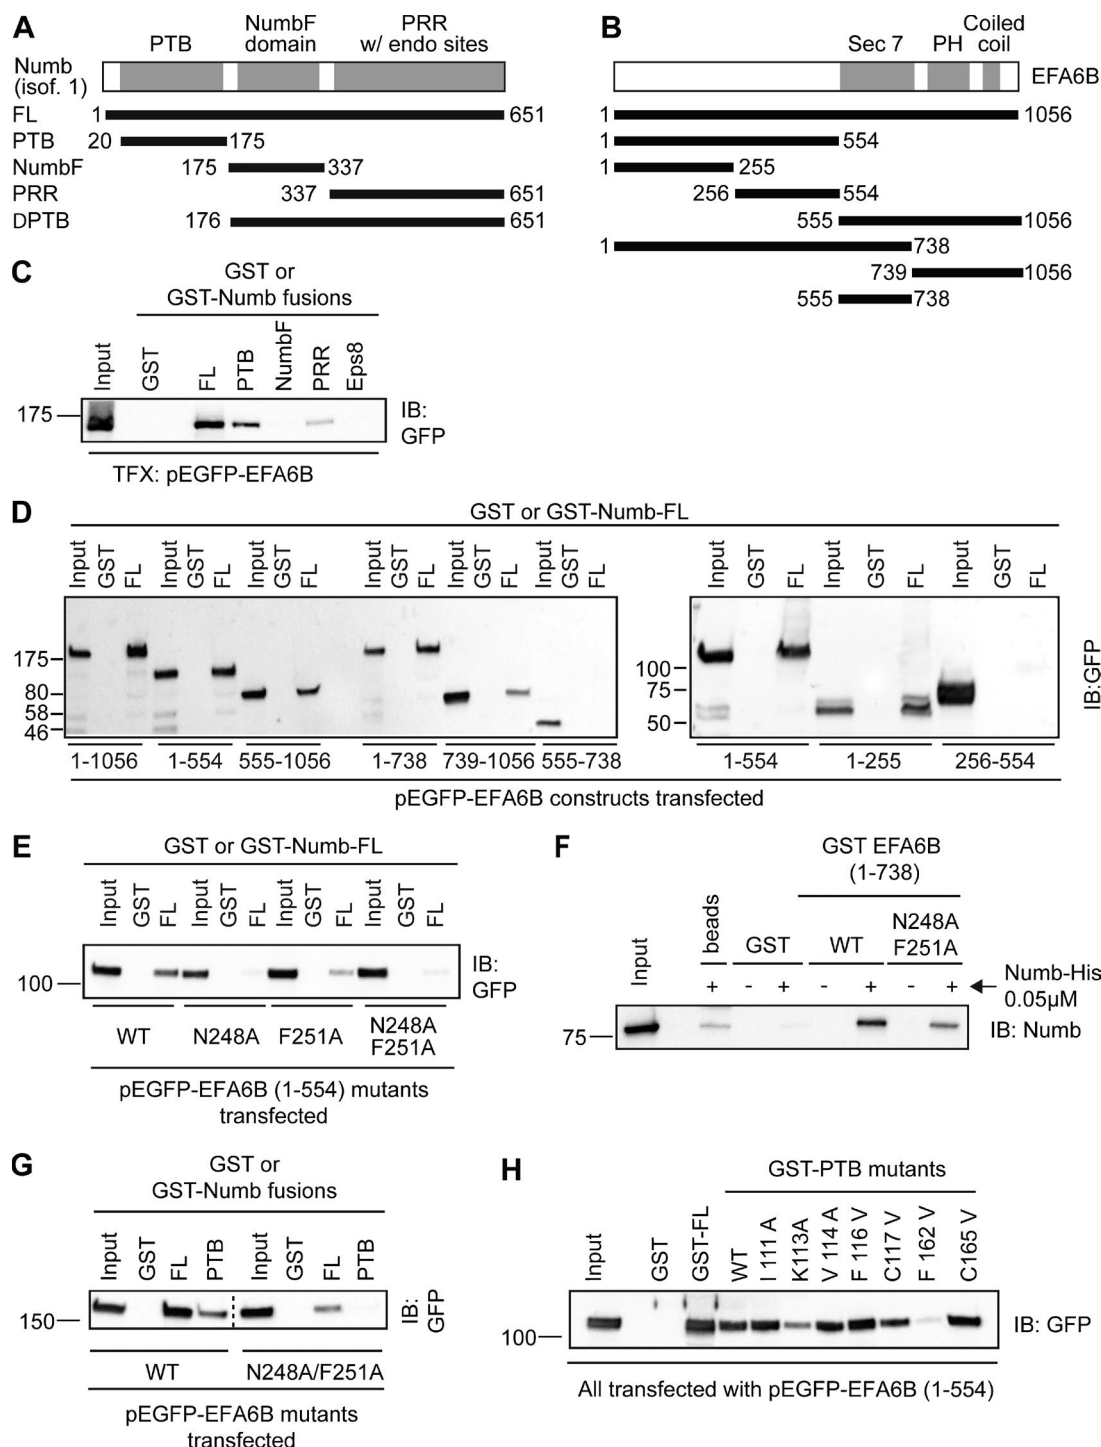 A
PTB
NumbF
domain
PRR
w/ endo sites
Numb
(isof. 1)
FL 1 651
PTB 20 175
NumbF 175 337
PRR 337 651
DPTB 176 651
B
Sec 7
PH
Coiled
coil
EFA6B
1 1056
1 554
1 255
256 554
555 1056
1 738
739 1056
555 738
C
GST or
GST-Numb fusions
Input GST FL PTB NumbF PRR Eps8
175
IB:
GFP
TFX: pEGFP-EFA6B
D
GST or GST-Numb-FL
Input GST FL Input GST FL Input GST FL Input GST FL Input GST FL Input GST FL
175
80
58
46
1-1056 1-554 555-1056 1-738 739-1056 555-738
Input GST FL Input GST FL Input GST FL
100
75
50
IB:GFP
1-554 1-255 256-554
pEGFP-EFA6B constructs transfected
E
GST or GST-Numb-FL
Input GST FL Input GST FL Input GST FL Input GST FL
100
IB:
GFP
WT N248A F251A N248A
F251A
pEGFP-EFA6B (1-554) mutants
transfected
F
GST EFA6B
(1-738)
Input beads GST WT N248A
F251A
+ - + - + - +
Numb-His
0.05µM
75
IB: Numb
G
GST or
GST-Numb fusions
Input GST FL PTB Input GST FL PTB
150
IB:
GFP
WT N248A/F251A
pEGFP-EFA6B mutants
transfected
H
GST-PTB mutants
Input GST GST-FL WT I 111 A K113A V 114 A F 116 V C117 V F 162 V C165 V
100
IB: GFP
All transfected with pEGFP-EFA6B (1-554)